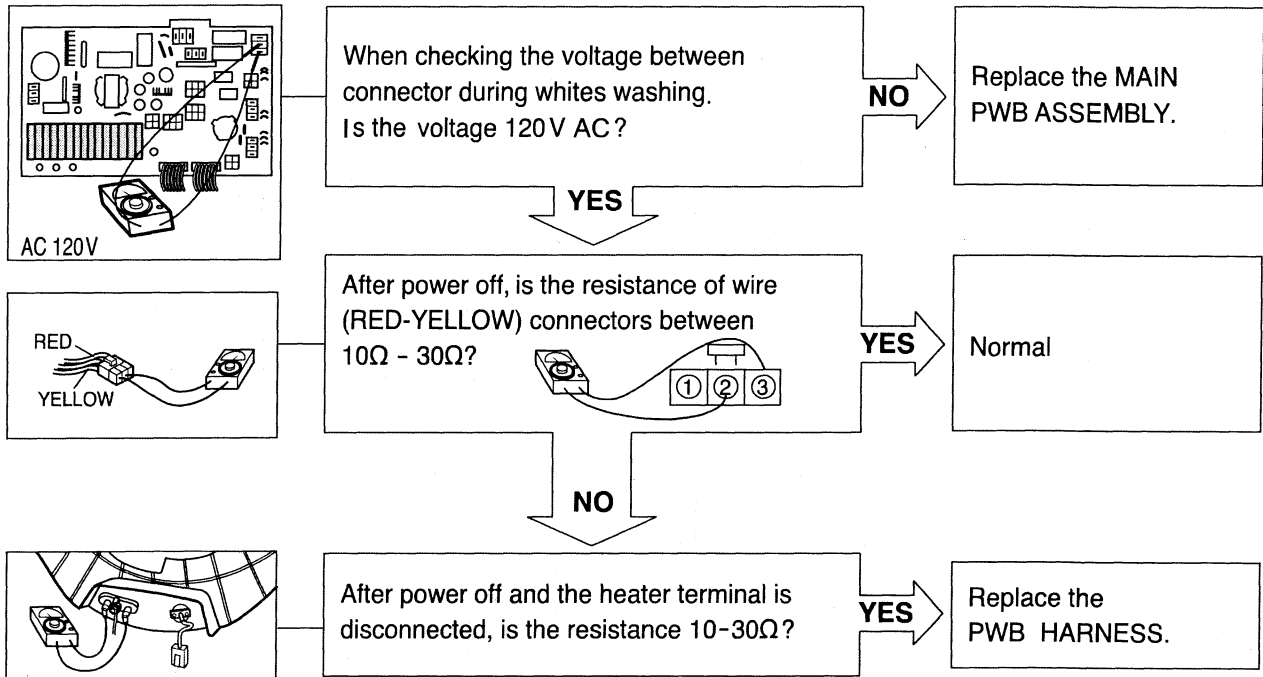 When checking the voltage between
connector during whites washing.
Is the voltage 120V AC?
NO
Replace the MAIN
PWB ASSEMBLY.
AC 120V
YES
After power off, is the resistance of wire
(RED-YELLOW) connectors between
10Ω - 30Ω?
① ② ③
RED
YELLOW
YES
Normal
NO
After power off and the heater terminal is
disconnected, is the resistance 10-30Ω?
YES
Replace the
PWB HARNESS.